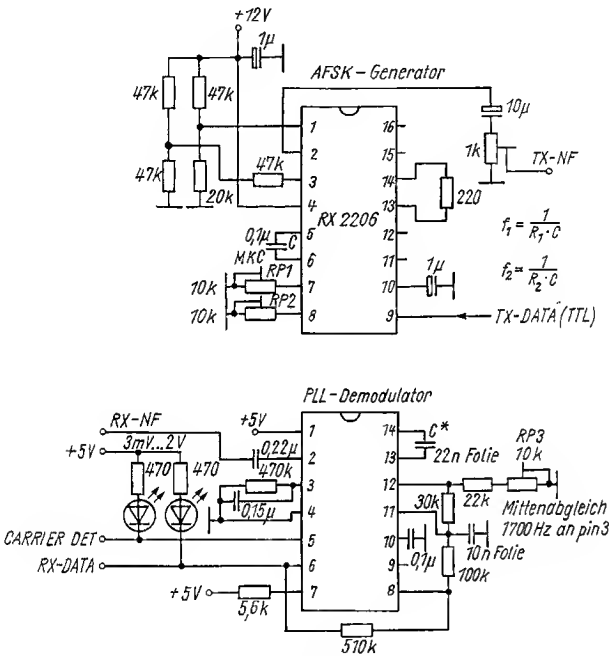 +12V
1µ
AFSK-Generator
47k
47k
10µ
1
16
2
15
1k
TX-NF
47k
20k
47k
3
14
4
13
220
RX 2206
0,1µ
C
5
12
MKC
6
11
f₁ = 1/R₁·C
f₂ = 1/R₂·C
10k
RP1
7
10
1µ
10k
RP2
8
9
TX-DATA (TTL)
PLL-Demodulator
RX-NF
+5V
+5V
3mV...2V
0,22µ
1
14
C*
2
13
22n Folie
RP3
10k
470
470
470k
3
12
30k
22k
Mittenabgleich
1700 Hz an pin3
0,15µ
4
11
CARRIER DET
5
10
0,1µ
10n Folie
RX-DATA
6
9
100k
+5V
5,6k
7
8
510k